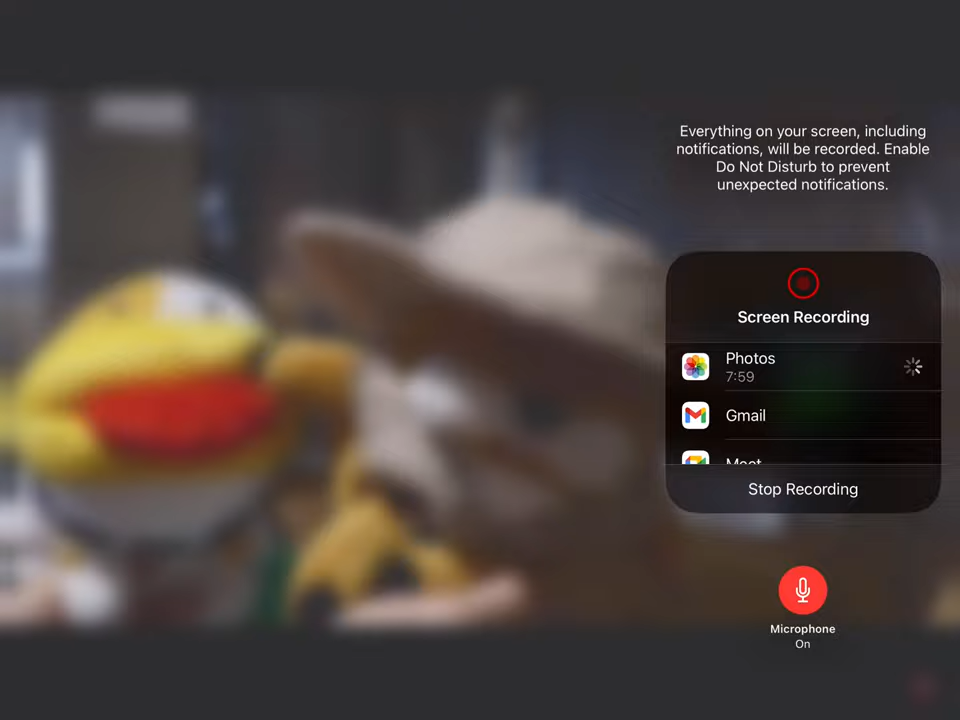 Everything on your screen, including
notifications, will be recorded. Enable
Do Not Disturb to prevent
unexpected notifications.
Screen Recording
Photos
7:59
Gmail
Meet
Stop Recording
Microphone
On